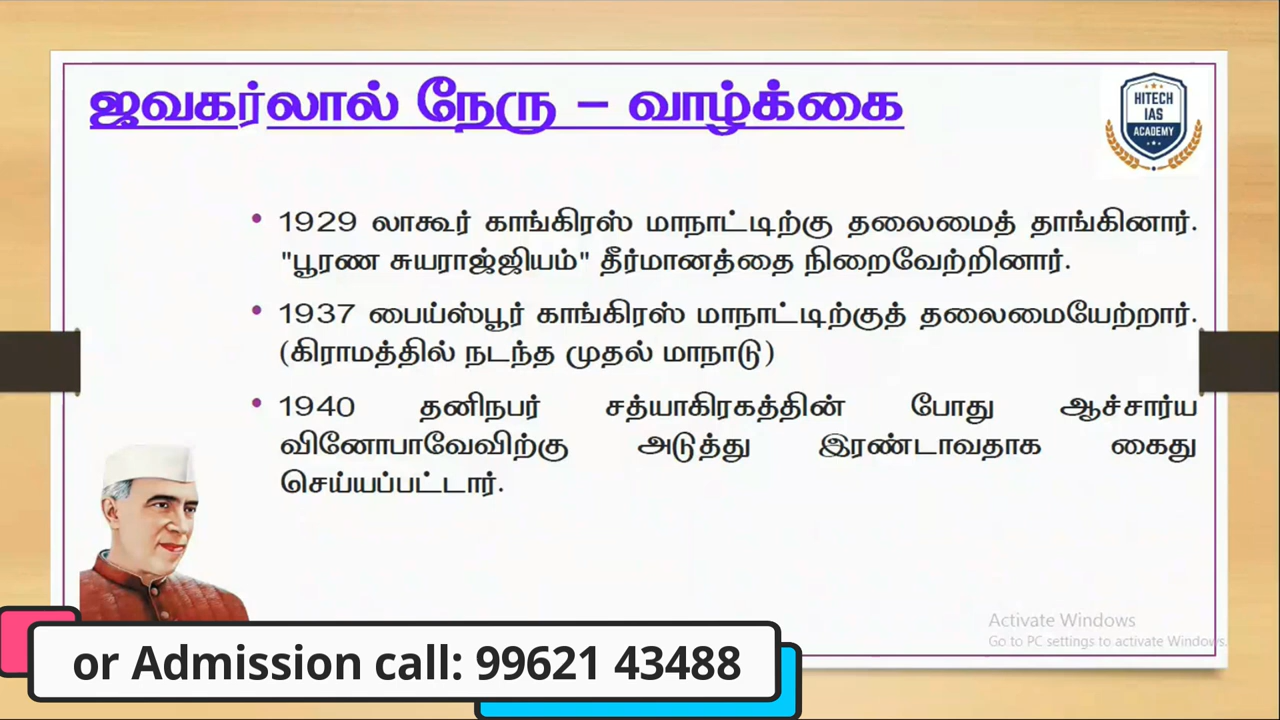 ஜவகர்லால் நேரு – வாழ்க்கை
HITECH
IAS
ACADEMY
• 1929 லாகூர் காங்கிரஸ் மாநாட்டிற்கு தலைமைத் தாங்கினார்.
"பூரண சுயராஜ்ஜியம்" தீர்மானத்தை நிறைவேற்றினார்.
• 1937 பைய்ஸ்பூர் காங்கிரஸ் மாநாட்டிற்குத் தலைமையேற்றார்.
(கிராமத்தில் நடந்த முதல் மாநாடு)
• 1940 தனிநபர் சத்யாகிரகத்தின் போது ஆச்சார்ய
வினோபாவேவிற்கு அடுத்து இரண்டாவதாக கைது
செய்யப்பட்டார்.
Activate Windows
Go to PC settings to activate Windows.
or Admission call: 99621 43488